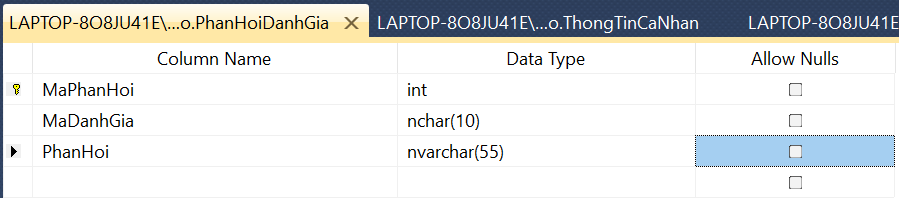 LAPTOP-8O8JU41E\...o.PhanHoiDanhGia LAPTOP-8O8JU41E\...o.ThongTinCaNhan LAPTOP-8O8JU41E
Column Name Data Type Allow Nulls
MaPhanHoi int
MaDanhGia nchar(10)
PhanHoi nvarchar(55)